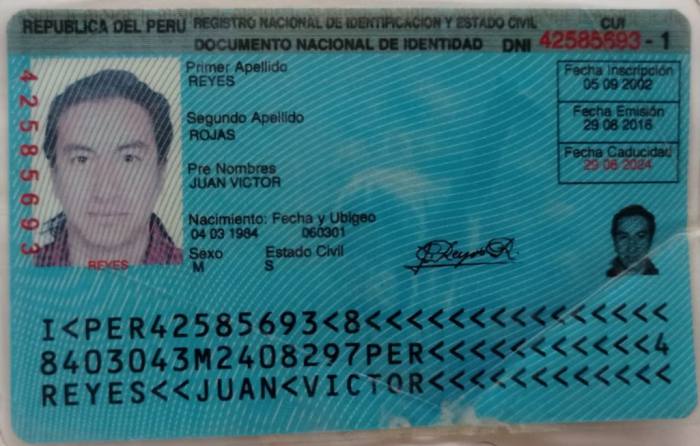 REPUBLICA DEL PERU REGISTRO NACIONAL DE IDENTIFICACION Y ESTADO CIVIL CUI
DOCUMENTO NACIONAL DE IDENTIDAD DNI 42585693 - 1
42585693
Primer Apellido
REYES
Segundo Apellido
ROJAS
Pre Nombres
JUAN VICTOR
Nacimiento: Fecha y Ubigeo
04 03 1984 060301
Sexo Estado Civil
M S
Fecha Inscripción
05 09 2002
Fecha Emisión
29 08 2016
Fecha Caducidad
29 08 2024
REYES
J Reyes R.
I<PER42585693<8<<<<<<<<<<<<<<<
8403043M2408297PER<<<<<<<<<<<4
REYES<<JUAN<VICTOR<<<<<<<<<<<<